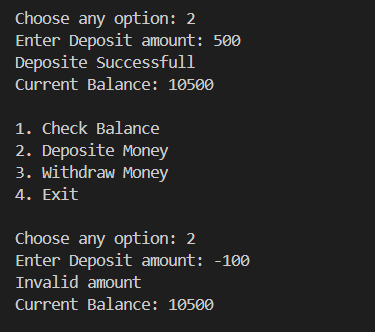 Choose any option: 2
Enter Deposit amount: 500
Deposite Successfull
Current Balance: 10500
1. Check Balance
2. Deposite Money
3. Withdraw Money
4. Exit
Choose any option: 2
Enter Deposit amount: -100
Invalid amount
Current Balance: 10500